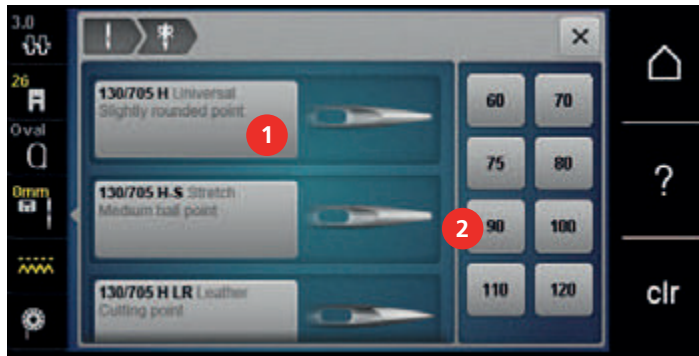 3.0
26
Oval
0mm
130/705 H Universal
Slightly rounded point
1
130/705 H-S Stretch
Medium ball point
130/705 H LR Leather
Cutting point
2
60 70
75 80
90 100
110 120
×
?
clr